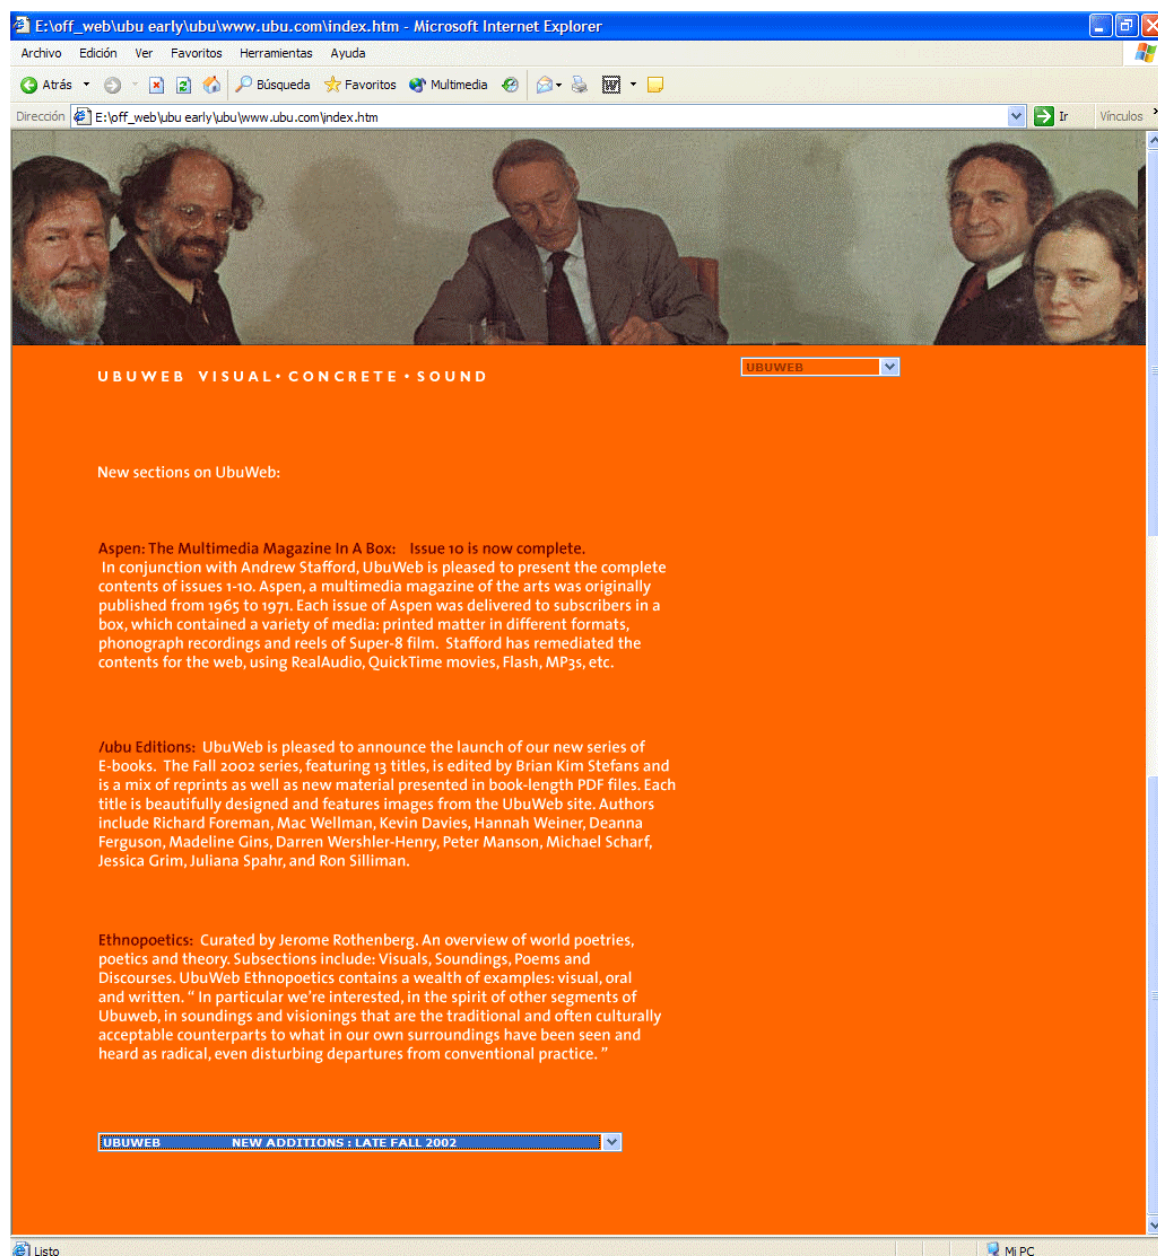 E:\off_web\ubu early\ubu\www.ubu.com\index.htm - Microsoft Internet Explorer
Archivo Edición Ver Favoritos Herramientas Ayuda
Atrás Búsqueda Favoritos Multimedia
Dirección E:\off_web\ubu early\ubu\www.ubu.com\index.htm Ir Vínculos
UBUWEB VISUAL • CONCRETE • SOUND
UBUWEB
New sections on UbuWeb:
Aspen: The Multimedia Magazine In A Box: Issue 10 is now complete.
In conjunction with Andrew Stafford, UbuWeb is pleased to present the complete
contents of issues 1-10. Aspen, a multimedia magazine of the arts was originally
published from 1965 to 1971. Each issue of Aspen was delivered to subscribers in a
box, which contained a variety of media: printed matter in different formats,
phonograph recordings and reels of Super-8 film. Stafford has remediated the
contents for the web, using RealAudio, QuickTime movies, Flash, MP3s, etc.
/ubu Editions: UbuWeb is pleased to announce the launch of our new series of
E-books. The Fall 2002 series, featuring 13 titles, is edited by Brian Kim Stefans and
is a mix of reprints as well as new material presented in book-length PDF files. Each
title is beautifully designed and features images from the UbuWeb site. Authors
include Richard Foreman, Mac Wellman, Kevin Davies, Hannah Weiner, Deanna
Ferguson, Madeline Gins, Darren Wershler-Henry, Peter Manson, Michael Scharf,
Jessica Grim, Juliana Spahr, and Ron Silliman.
Ethnopoetics: Curated by Jerome Rothenberg. An overview of world poetries,
poetics and theory. Subsections include: Visuals, Soundings, Poems and
Discourses. UbuWeb Ethnopoetics contains a wealth of examples: visual, oral
and written. “ In particular we’re interested, in the spirit of other segments of
Ubuweb, in soundings and visionings that are the traditional and often culturally
acceptable counterparts to what in our own surroundings have been seen and
heard as radical, even disturbing departures from conventional practice. ”
UBUWEB NEW ADDITIONS : LATE FALL 2002
Listo Mi PC